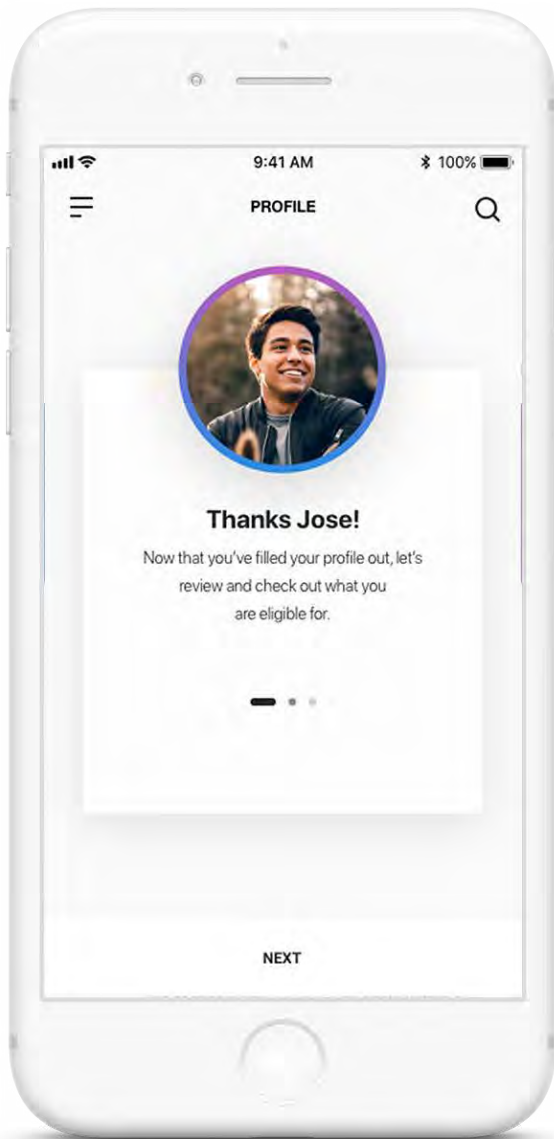 9:41 AM
100%
PROFILE
Thanks Jose!
Now that you've filled your profile out, let's
review and check out what you
are eligible for.
NEXT